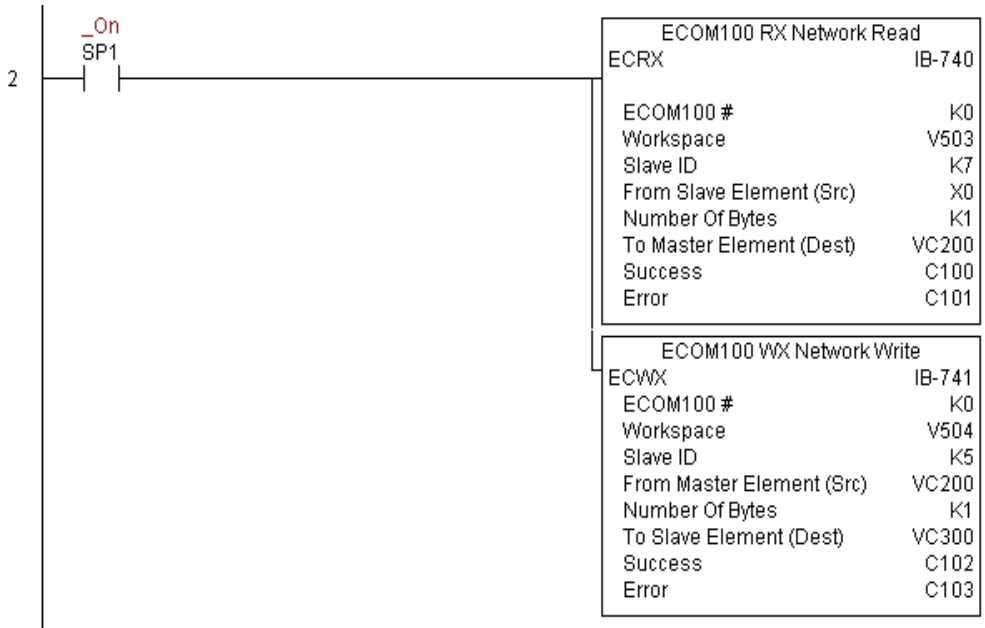 _On
SP1
2
ECOM100 RX Network Read
ECRX IB-740
ECOM100 # K0
Workspace V503
Slave ID K7
From Slave Element (Src) X0
Number Of Bytes K1
To Master Element (Dest) VC200
Success C100
Error C101
ECOM100 WX Network Write
ECWX IB-741
ECOM100 # K0
Workspace V504
Slave ID K5
From Master Element (Src) VC200
Number Of Bytes K1
To Slave Element (Dest) VC300
Success C102
Error C103